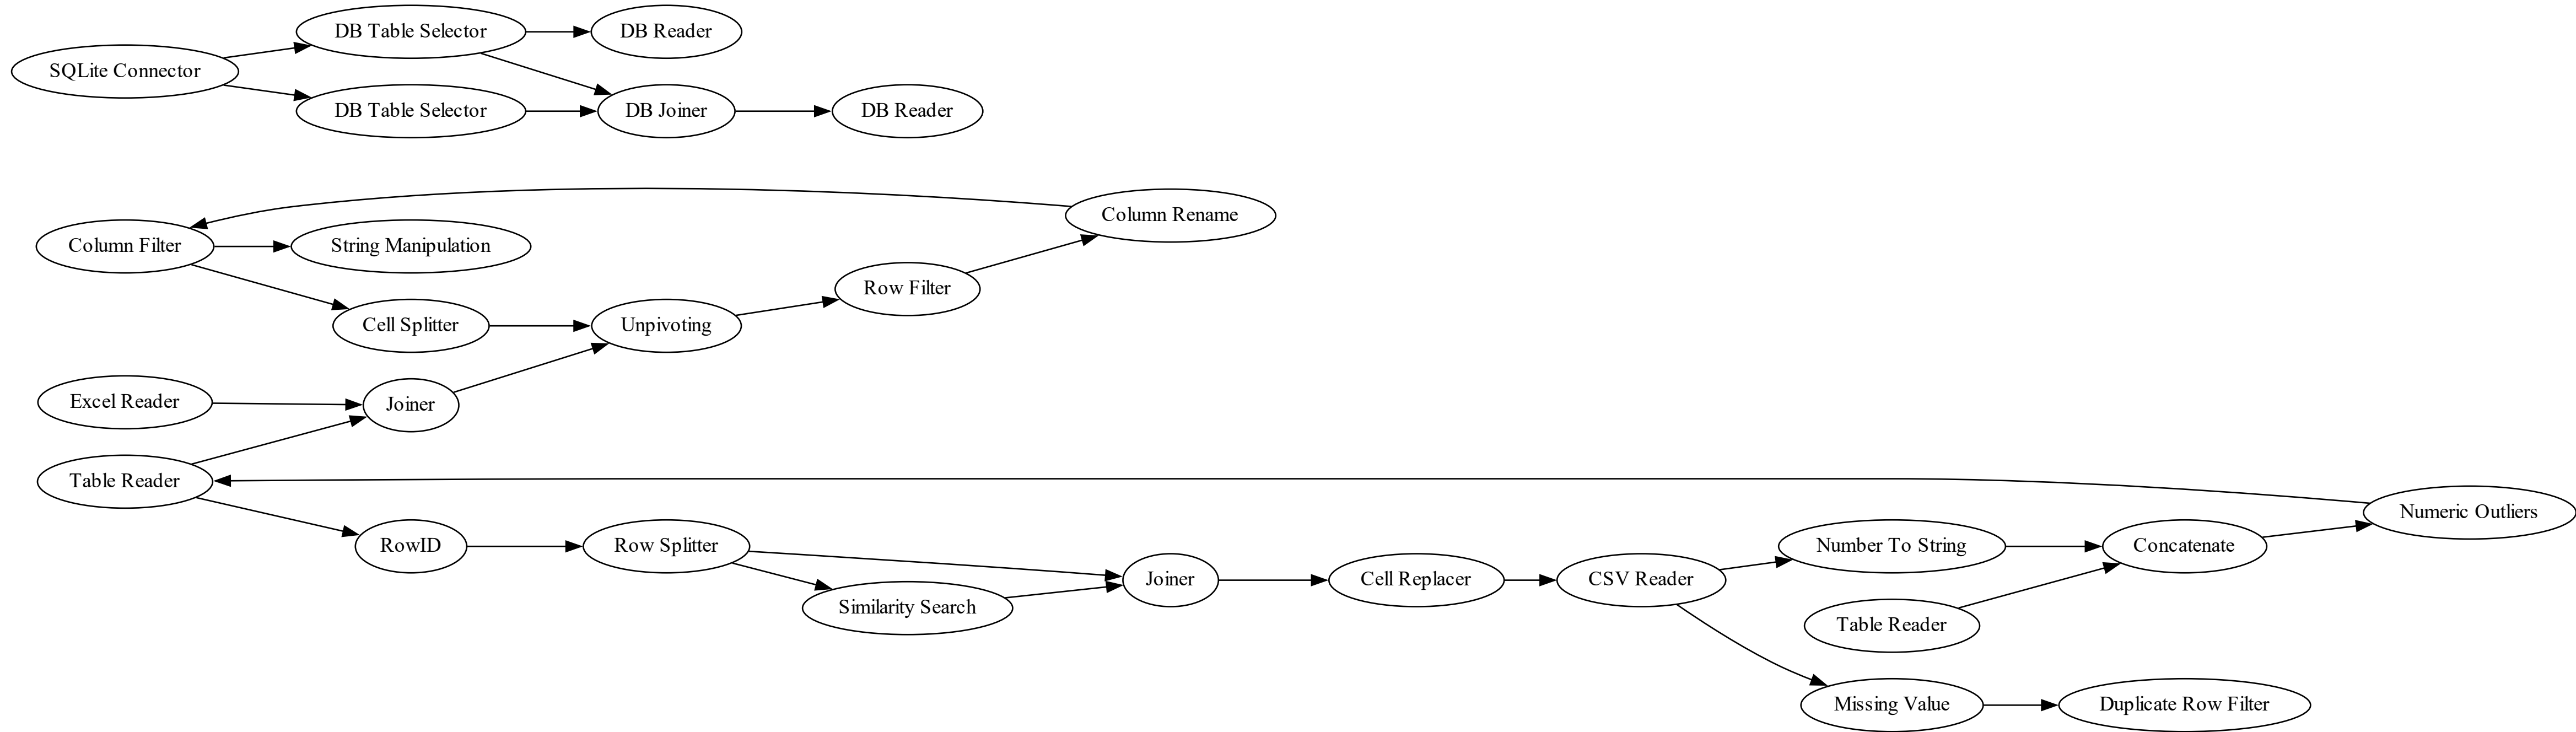 SQLite Connector
DB Table Selector
DB Reader
DB Table Selector
DB Joiner
DB Reader
Column Rename
Column Filter
String Manipulation
Row Filter
Cell Splitter
Unpivoting
Excel Reader
Joiner
Table Reader
RowID
Row Splitter
Similarity Search
Joiner
Cell Replacer
CSV Reader
Number To String
Concatenate
Numeric Outliers
Table Reader
Missing Value
Duplicate Row Filter